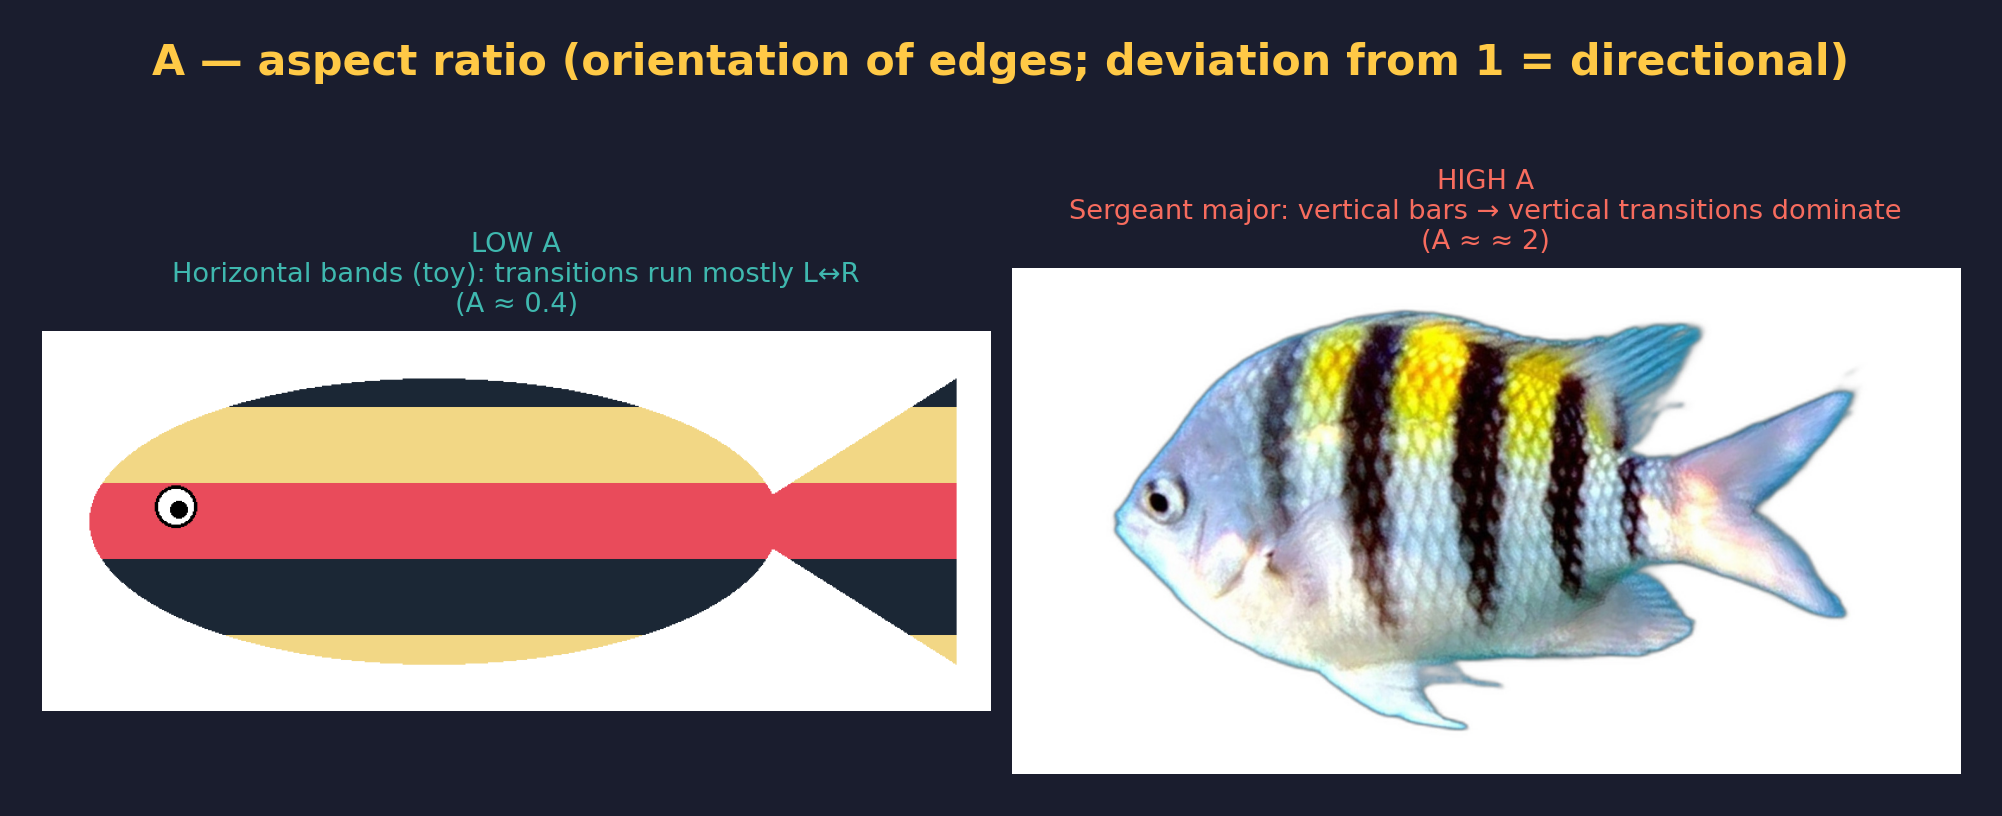 A — aspect ratio (orientation of edges; deviation from 1 = directional)
LOW A
Horizontal bands (toy): transitions run mostly L↔R
(A ≈ 0.4)
HIGH A
Sergeant major: vertical bars → vertical transitions dominate
(A ≈ ≈ 2)